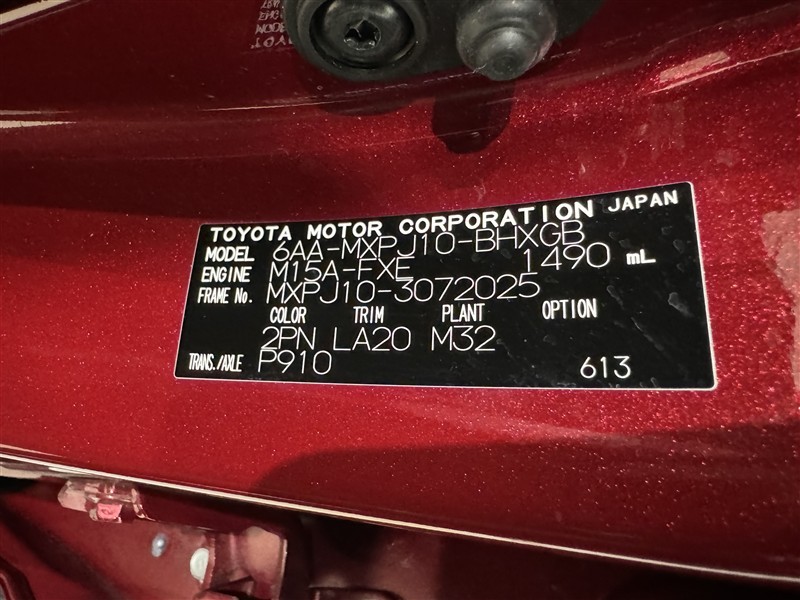 TOYOTA MOTOR CORPORATION JAPAN
MODEL 6AA-MXPJ10-BHXGB
ENGINE M15A-FXE 1490 mL
FRAME No. MXPJ10-3072025
COLOR TRIM PLANT OPTION
2PN LA20 M32
TRANS./AXLE P910 613